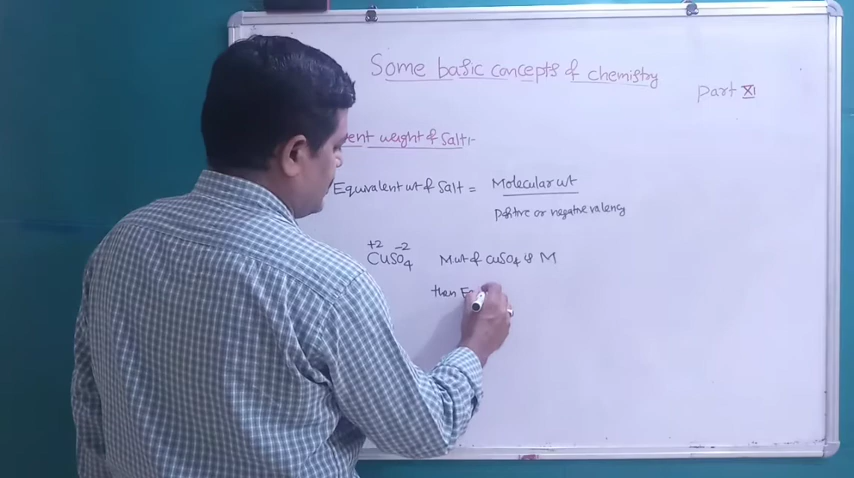 Some basic concepts of chemistry
Part XI
ent weight of Salt:-
Equivalent wt of Salt = Molecular wt
Positive or negative valency
+2 -2
CuSO4 M wt of CuSO4 is M
then